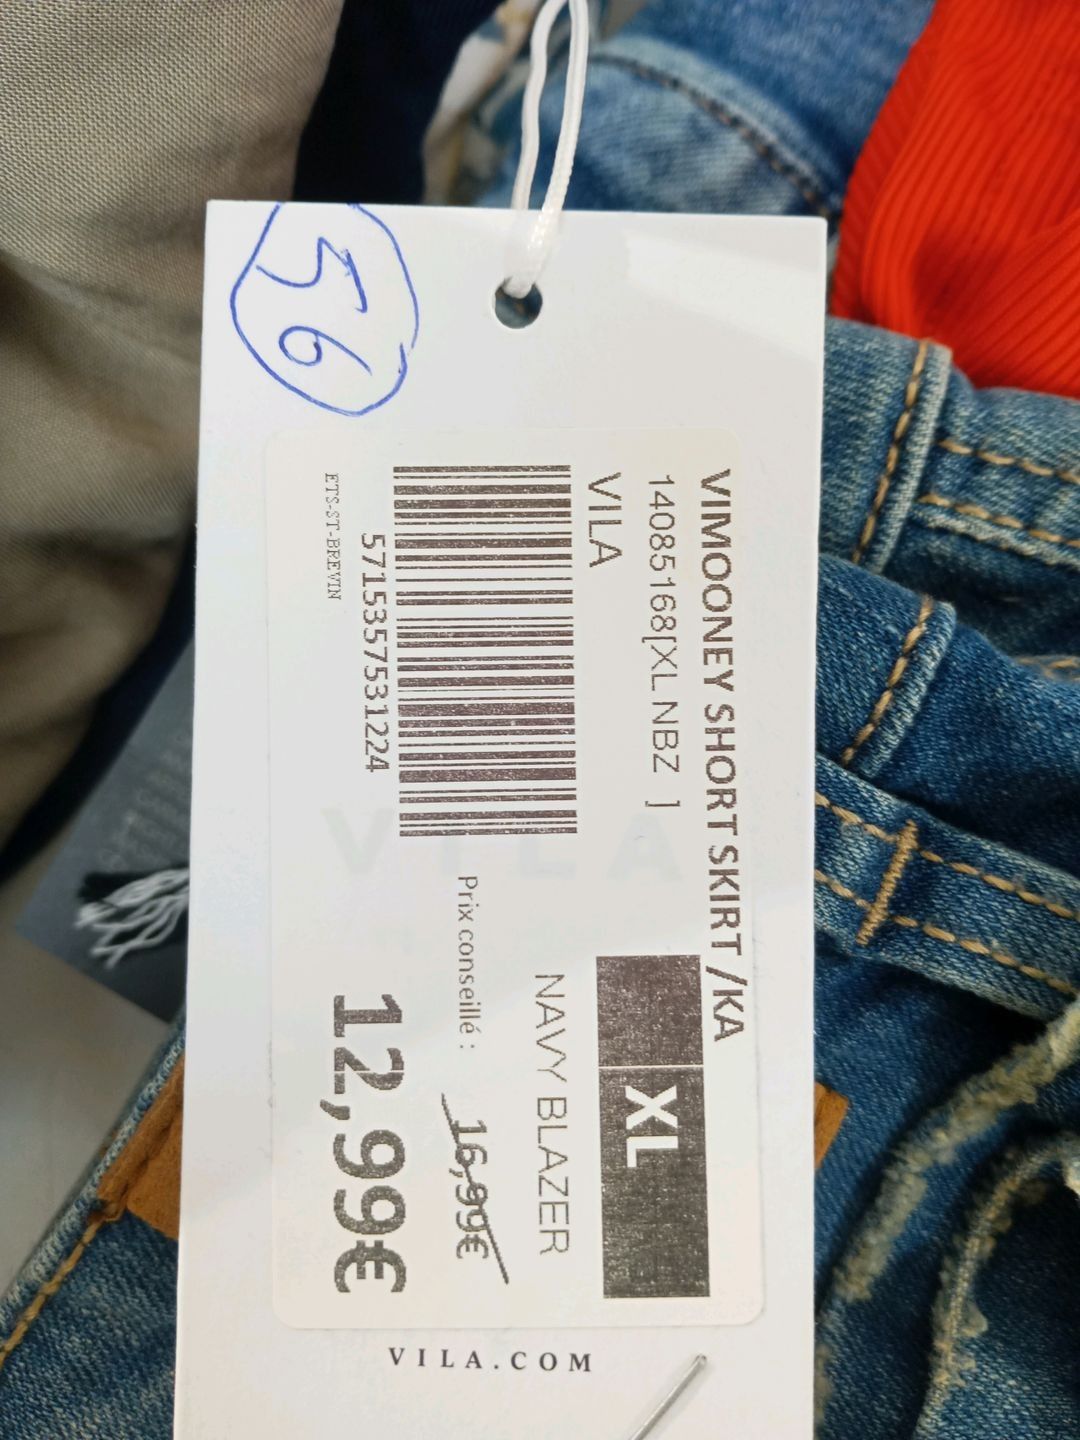 56
VIMOONEY SHORT SKIRT /KA
14085168[XL NBZ ]
VILA
XL
NAVY BLAZER
5715357531224
ETS-ST-BREVIN
Prix conseillé :
16,99€
12,99€
VILA
VILA.COM